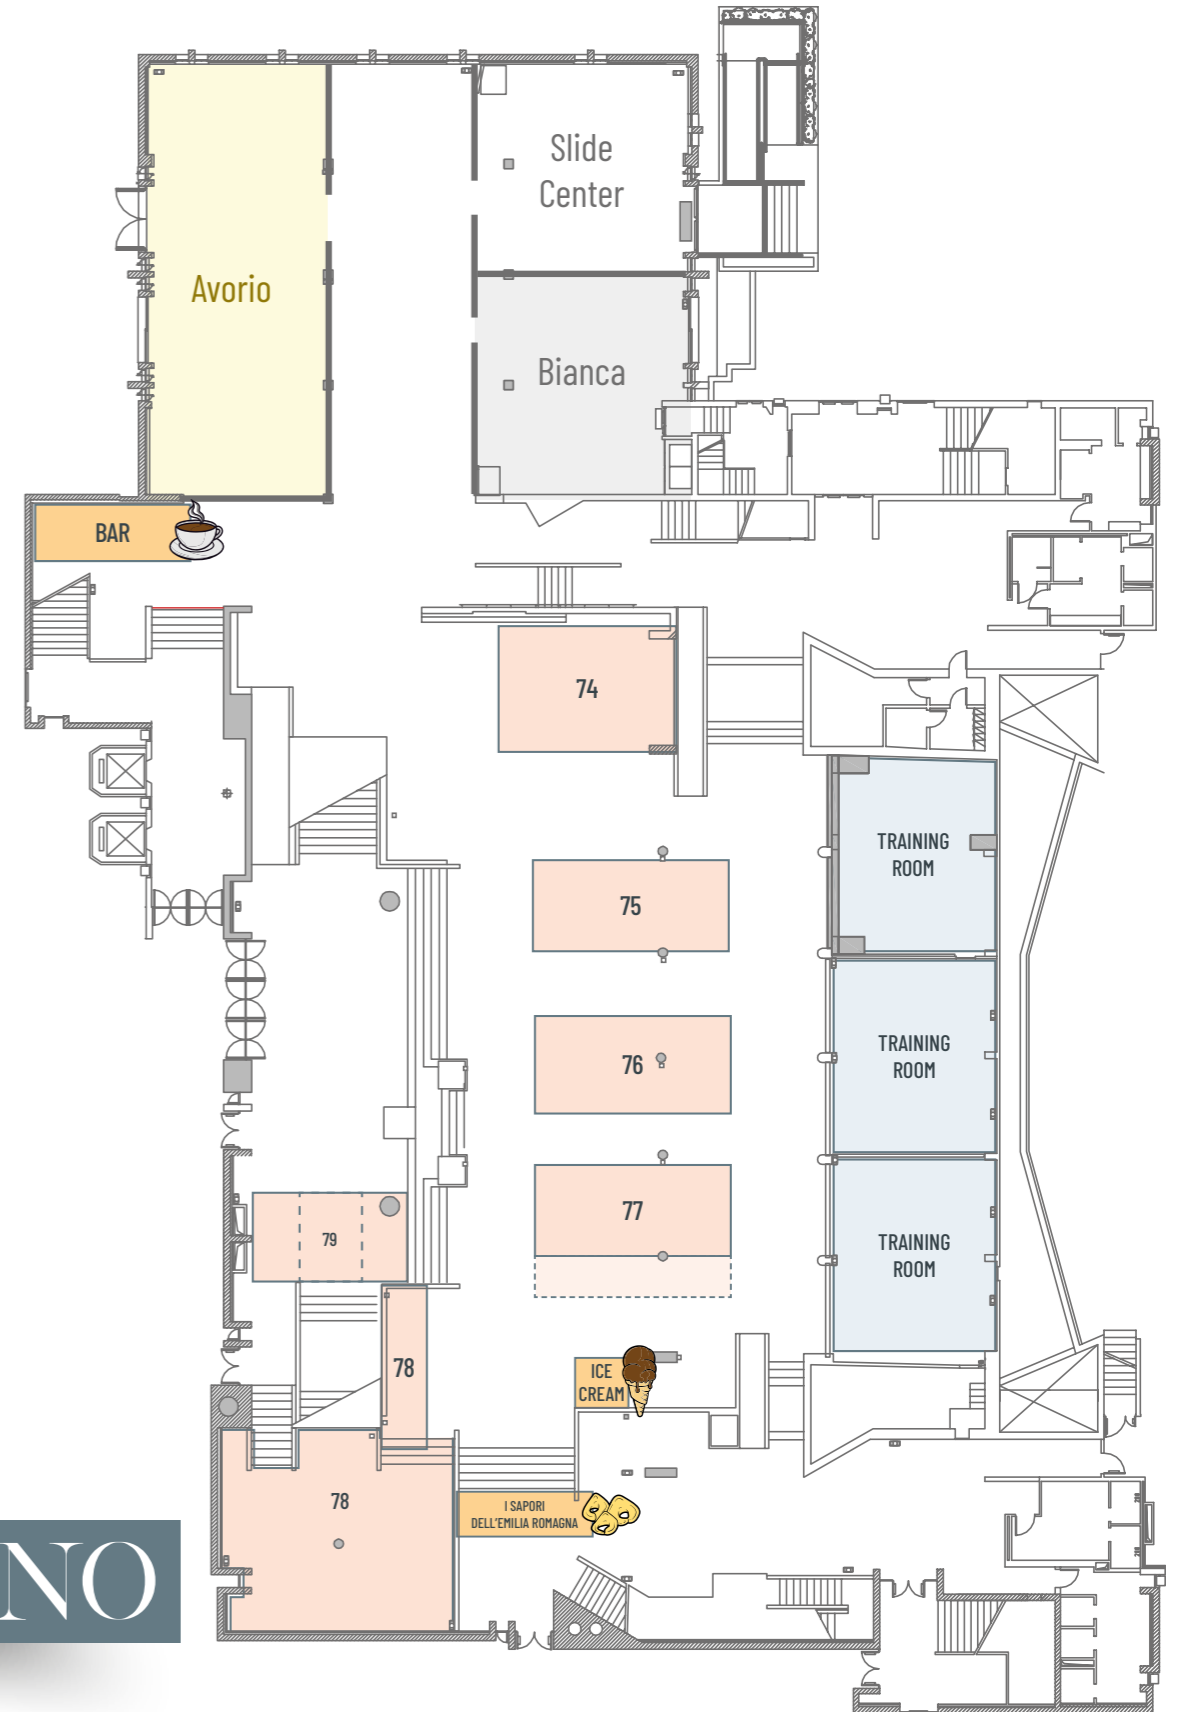 Slide
Center
Avorio
Bianca
BAR
74
TRAINING
ROOM
75
TRAINING
ROOM
76
77
TRAINING
ROOM
79
78
ICE
CREAM
78
I SAPORI
DELL'EMILIA ROMAGNA
NO